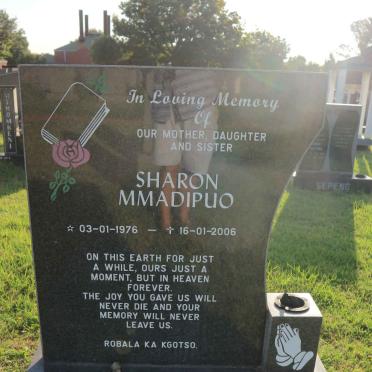 In Loving Memory
Of
OUR MOTHER, DAUGHTER
AND SISTER
SHARON
MMADIPUO
☆ 03-01-1976 — ✝ 16-01-2006
ON THIS EARTH FOR JUST
A WHILE, OURS JUST A
MOMENT, BUT IN HEAVEN
FOREVER.
THE JOY YOU GAVE US WILL
NEVER DIE AND YOUR
MEMORY WILL NEVER
LEAVE US.
ROBALA KA KGOTSO.
SEPENG